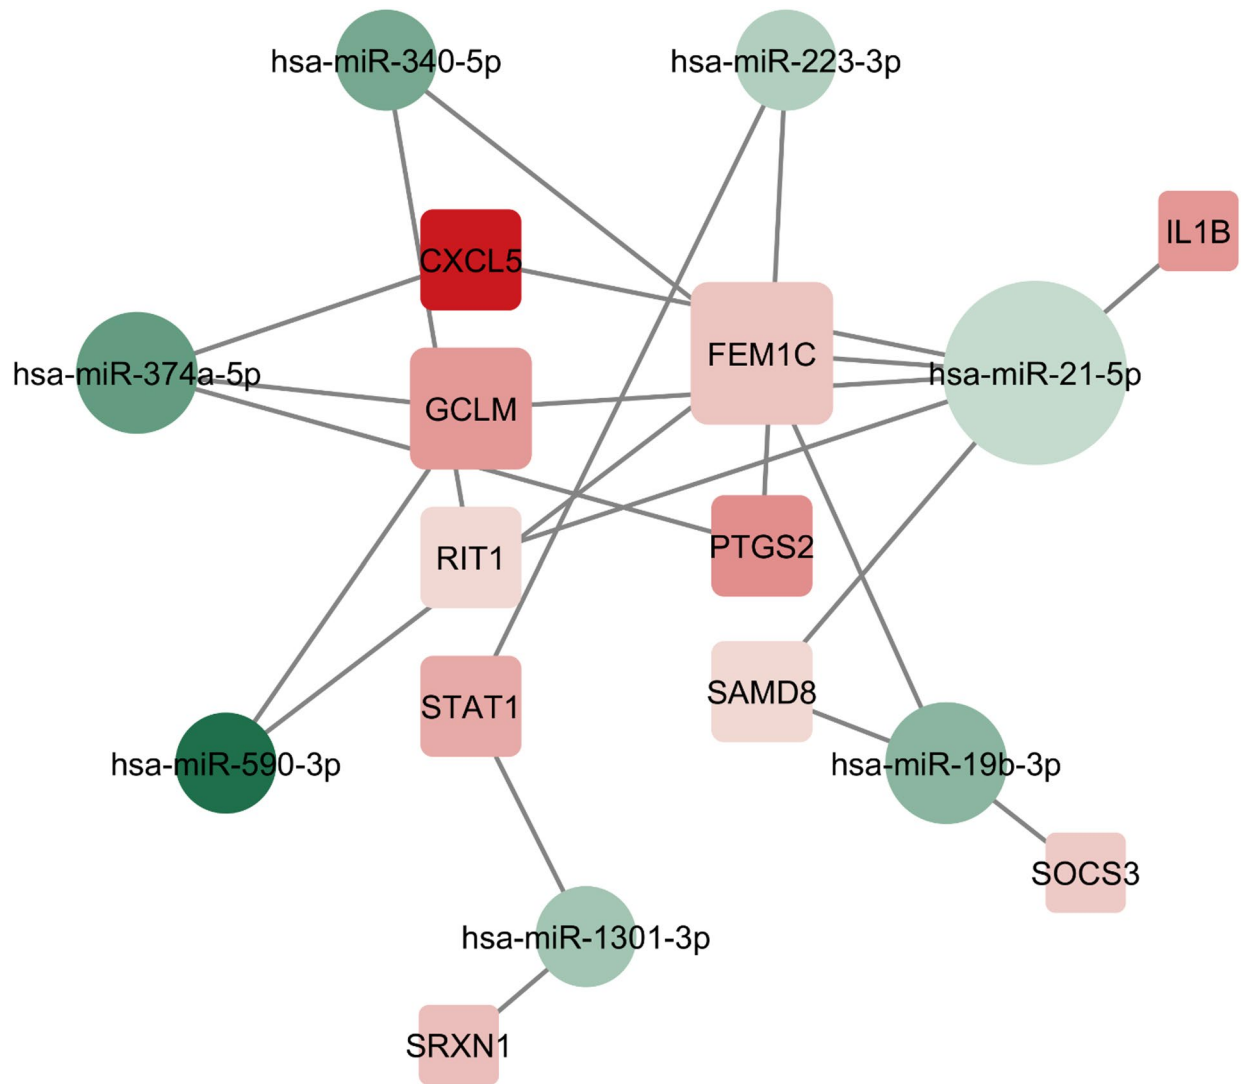 hsa-miR-340-5p
hsa-miR-223-3p
IL1B
CXCL5
FEM1C
hsa-miR-374a-5p
hsa-miR-21-5p
GCLM
PTGS2
RIT1
SAMD8
STAT1
hsa-miR-590-3p
hsa-miR-19b-3p
SOCS3
hsa-miR-1301-3p
SRXN1